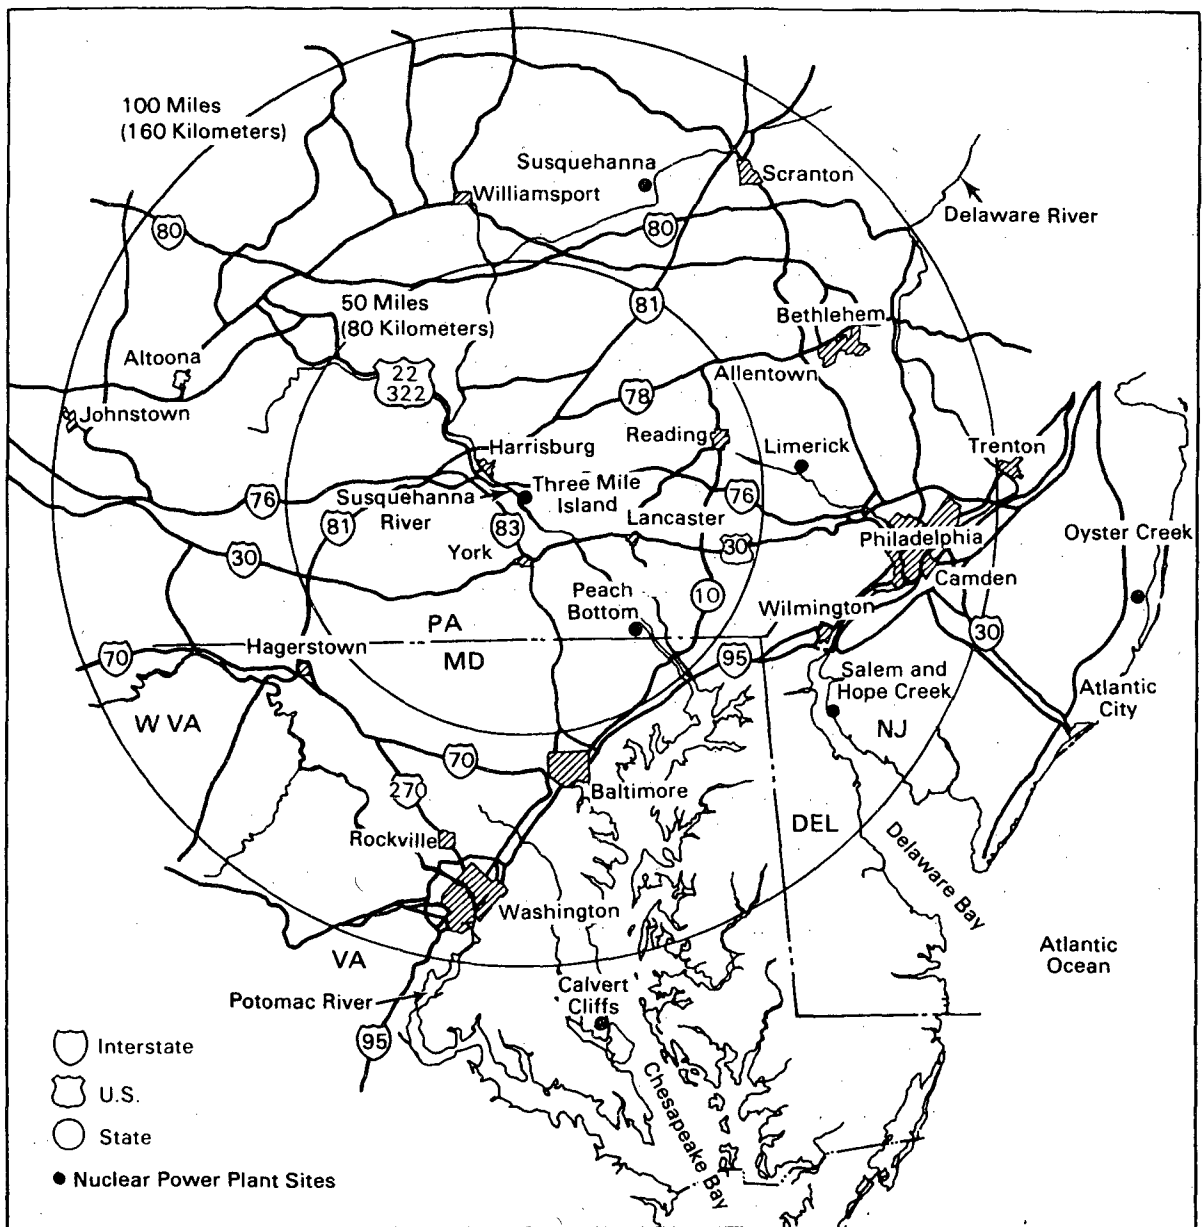 100 Miles
(160 Kilometers)
Susquehanna
Scranton
Williamsport
Delaware River
80
80
50 Miles
(80 Kilometers)
81
Bethlehem
Altoona
22
322
Allentown
78
Johnstown
Harrisburg
Reading
Limerick
Trenton
Susquehanna
River
Three Mile
Island
76
76
81
83
Lancaster
Philadelphia
Oyster Creek
30
York
30
Camden
Peach
Bottom
10
Wilmington
PA
30
Hagerstown
MD
70
95
Salem and
Hope Creek
Atlantic
City
W VA
NJ
70
270
Baltimore
Rockville
DEL
Delaware Bay
Washington
VA
Atlantic
Ocean
Potomac River
Calvert
Cliffs
95
Chesapeake Bay
Interstate
U.S.
State
Nuclear Power Plant Sites